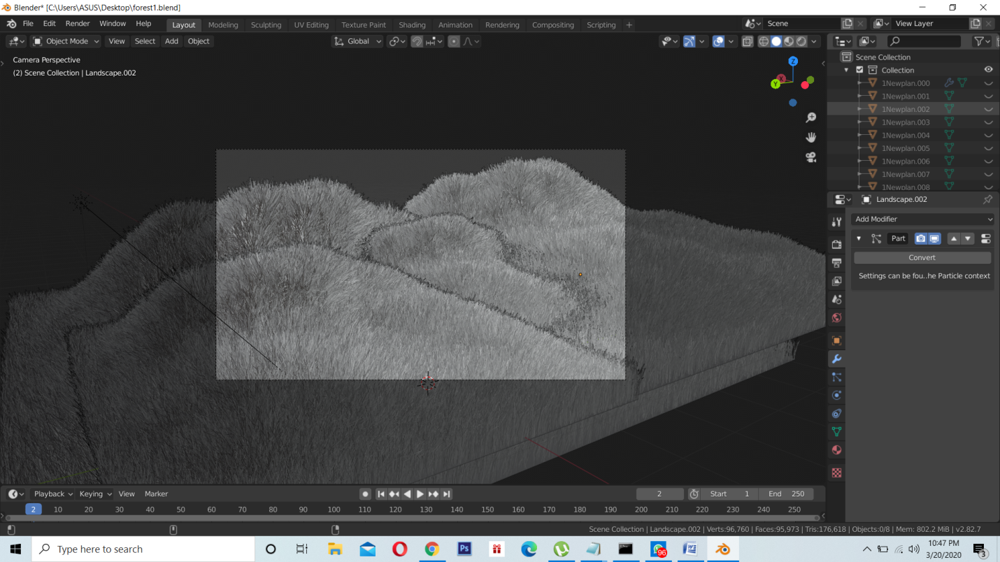 Blender* [C:\Users\ASUS\Desktop\forest1.blend]
File Edit Render Window Help Layout Modeling Sculpting UV Editing Texture Paint Shading Animation Rendering Compositing Scripting + Scene View Layer
Object Mode View Select Add Object Global
Camera Perspective
(2) Scene Collection | Landscape.002
Z
X
Y
Scene Collection
Collection
1Newplan.000
1Newplan.001
1Newplan.002
1Newplan.003
1Newplan.004
1Newplan.005
1Newplan.006
1Newplan.007
1Newplan.008
Landscape.002
Add Modifier
Part
Convert
Settings can be fou..he Particle context
Playback Keying View Marker 2 Start 1 End 250
2 10 20 30 40 50 60 70 80 90 100 110 120 130 140 150 160 170 180 190 200 210 220 230 240 250
Scene Collection | Landscape.002 | Verts:96,760 | Faces:95,973 | Tris:176,618 | Objects:0/8 | Mem: 802.2 MiB | v2.82.7
Type here to search
Ps
96
W
10:47 PM
3/20/2020
3